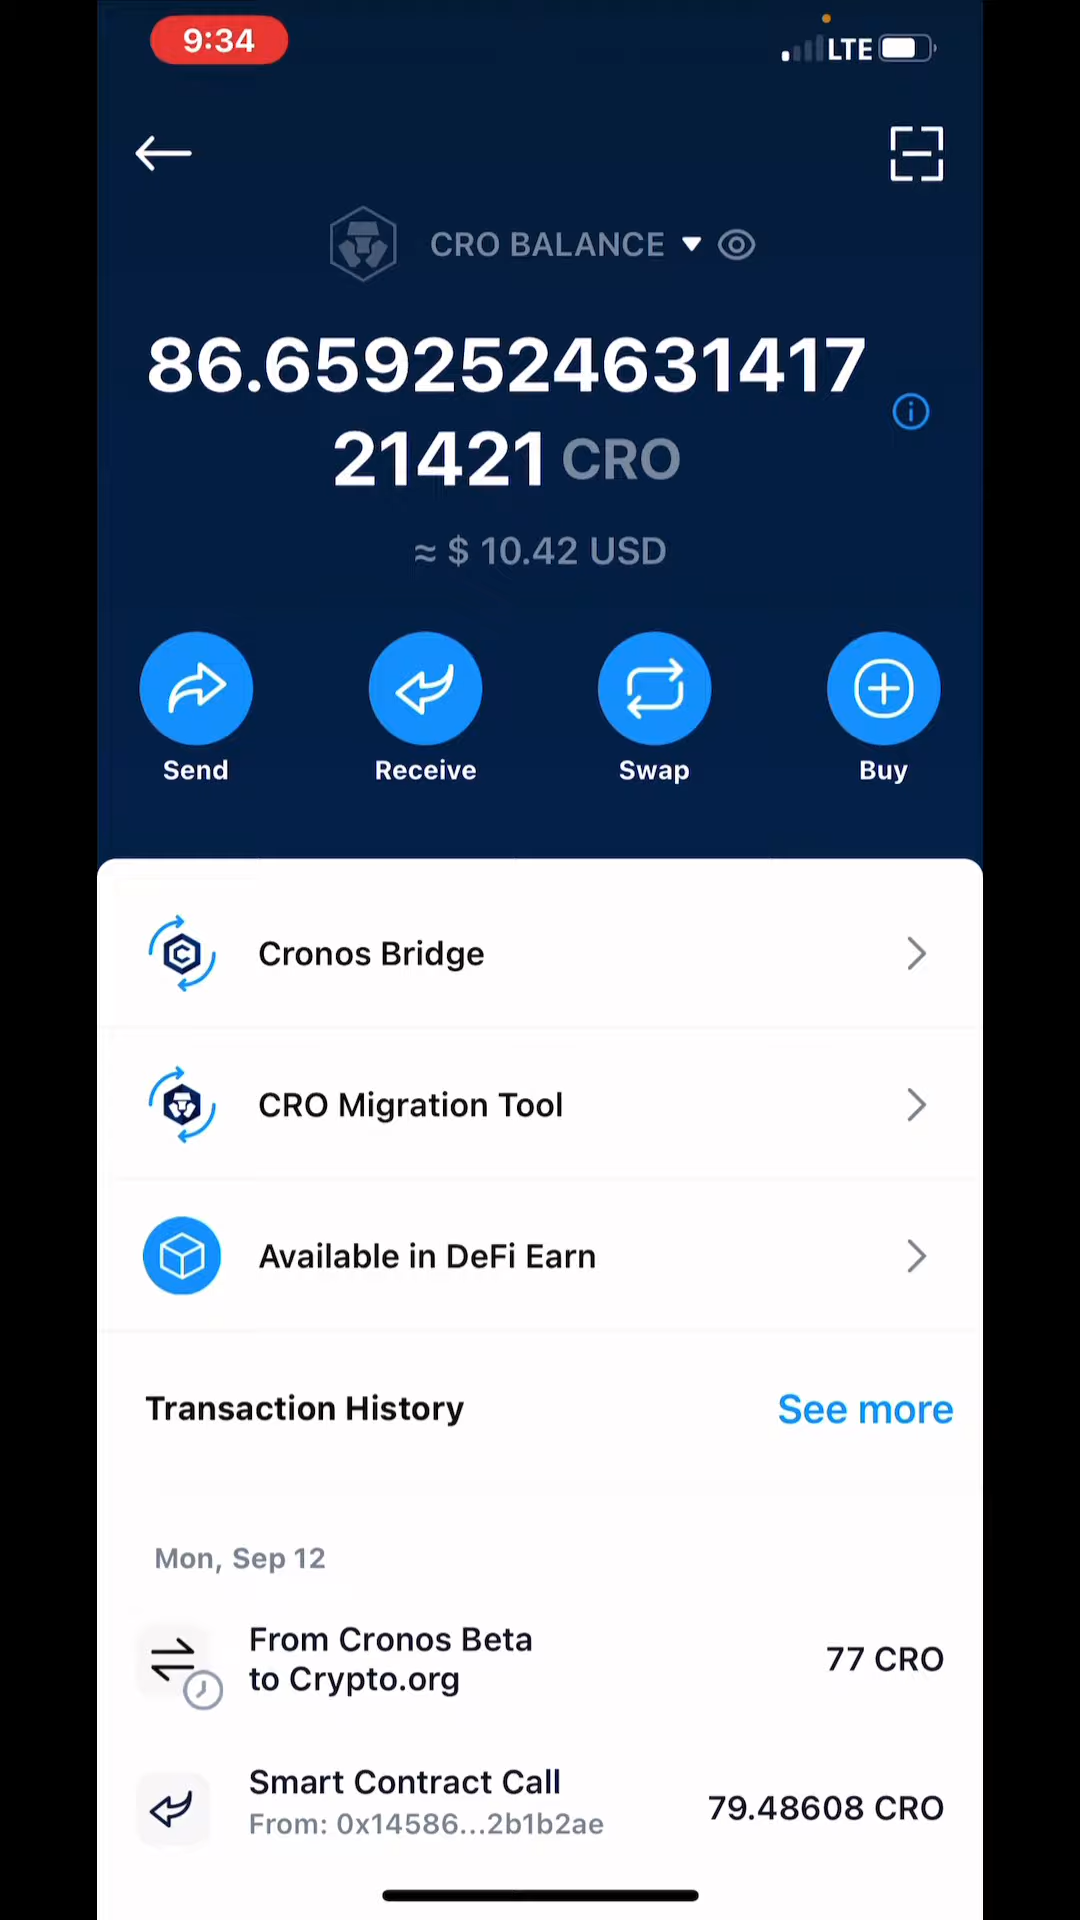 9:34
LTE
CRO BALANCE
86.6592524631417
21421 CRO
≈ $ 10.42 USD
Send
Receive
Swap
Buy
Cronos Bridge
CRO Migration Tool
Available in DeFi Earn
Transaction History
See more
Mon, Sep 12
From Cronos Beta
to Crypto.org
77 CRO
Smart Contract Call
79.48608 CRO
From: 0x14586...2b1b2ae